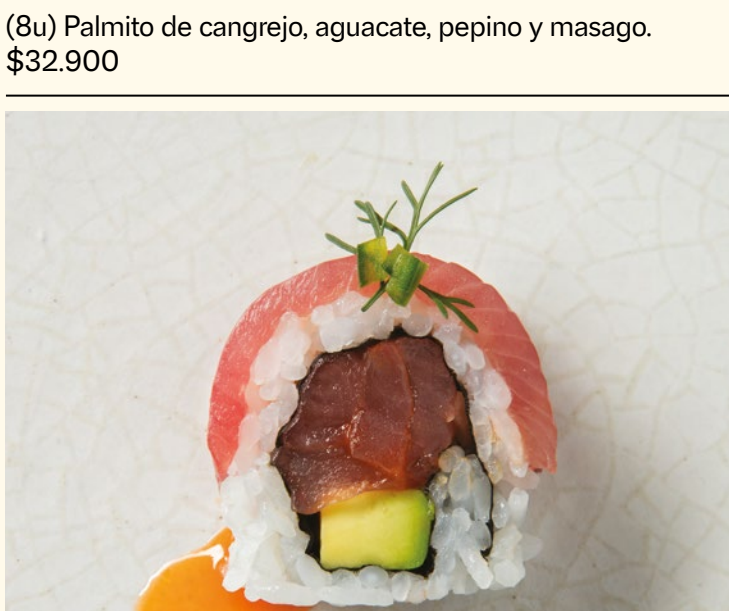 (8u) Palmito de cangrejo, aguacate, pepino y masago.
$32.900